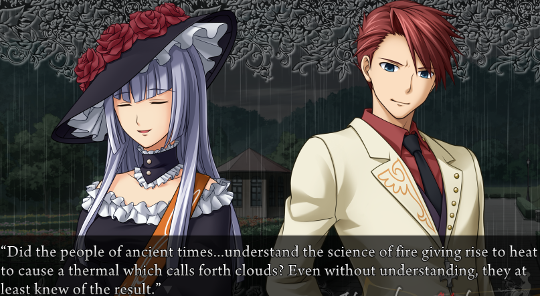 “Did the people of ancient times...understand the science of fire giving rise to heat
to cause a thermal which calls forth clouds? Even without understanding, they at
least knew of the result.”